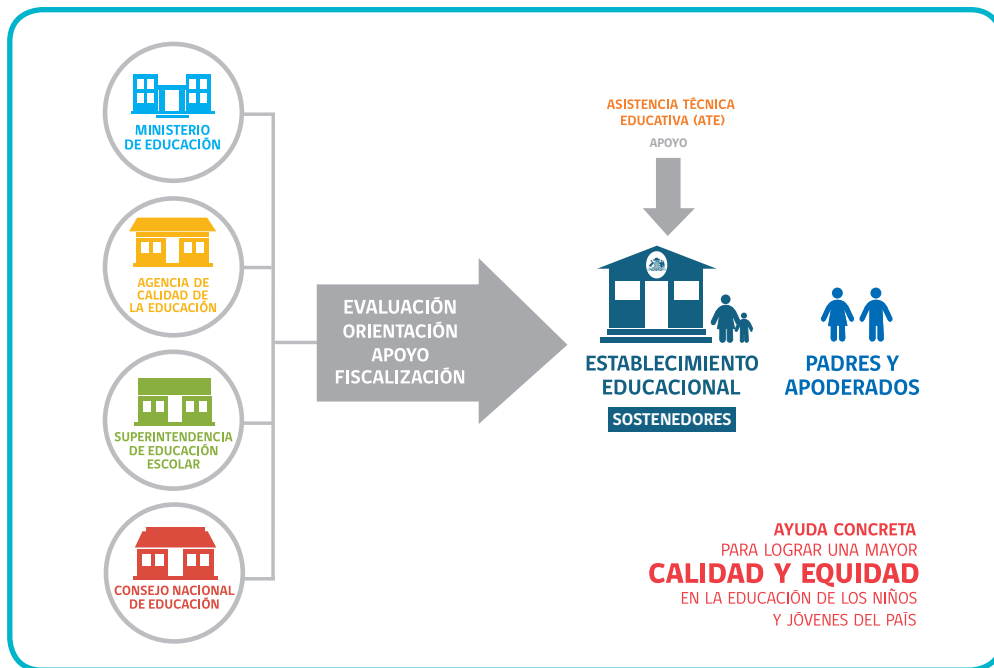 MINISTERIO
DE EDUCACIÓN
AGENCIA DE
CALIDAD DE
LA EDUCACIÓN
SUPERINTENDENCIA
DE EDUCACIÓN
ESCOLAR
CONSEJO NACIONAL
DE EDUCACIÓN
EVALUACIÓN
ORIENTACIÓN
APOYO
FISCALIZACIÓN
ASISTENCIA TÉCNICA
EDUCATIVA (ATE)
APOYO
ESTABLECIMIENTO
EDUCACIONAL
SOSTENEDORES
PADRES Y
APODERADOS
AYUDA CONCRETA
PARA LOGRAR UNA MAYOR
CALIDAD Y EQUIDAD
EN LA EDUCACIÓN DE LOS NIÑOS
Y JÓVENES DEL PAÍS